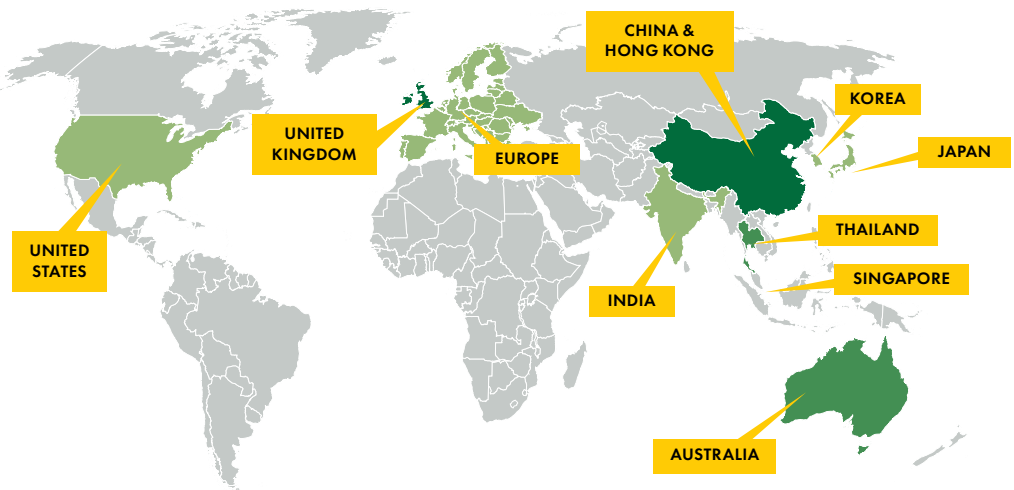 CHINA &
HONG KONG
KOREA
UNITED
KINGDOM
EUROPE
JAPAN
THAILAND
UNITED
STATES
SINGAPORE
INDIA
AUSTRALIA